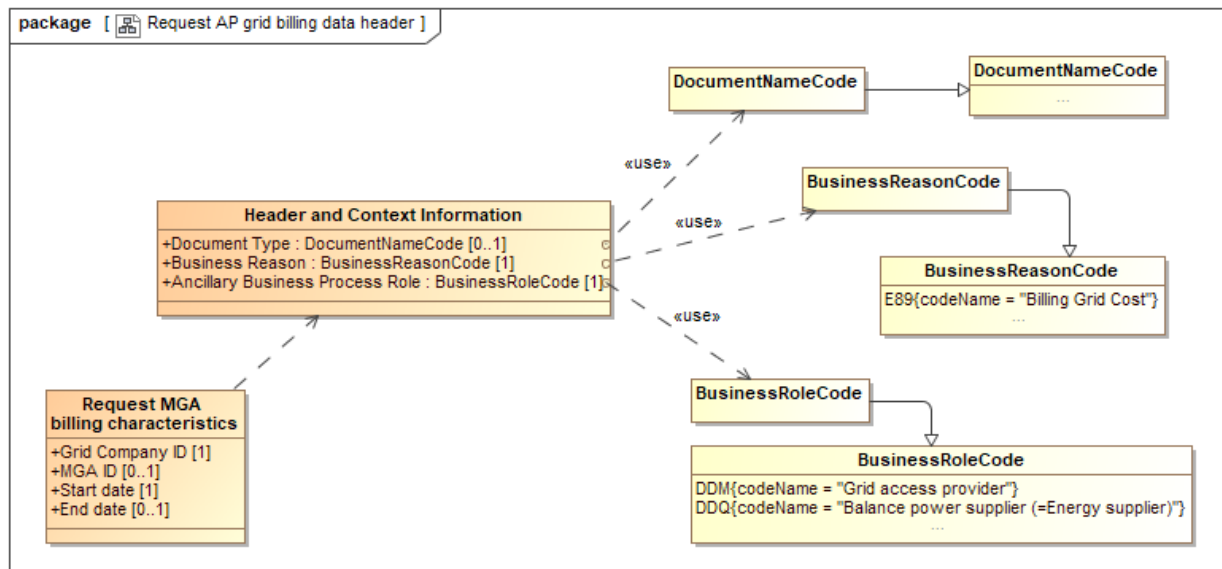 package [ Request AP grid billing data header ]
DocumentNameCode
DocumentNameCode
...
«use»
BusinessReasonCode
«use»
Header and Context Information
+Document Type : DocumentNameCode [0..1]
+Business Reason : BusinessReasonCode [1]
+Ancillary Business Process Role : BusinessRoleCode [1]
BusinessReasonCode
E89{codeName = "Billing Grid Cost"}
...
«use»
BusinessRoleCode
Request MGA
billing characteristics
+Grid Company ID [1]
+MGA ID [0..1]
+Start date [1]
+End date [0..1]
BusinessRoleCode
DDM{codeName = "Grid access provider"}
DDQ{codeName = "Balance power supplier (=Energy supplier)"}
...